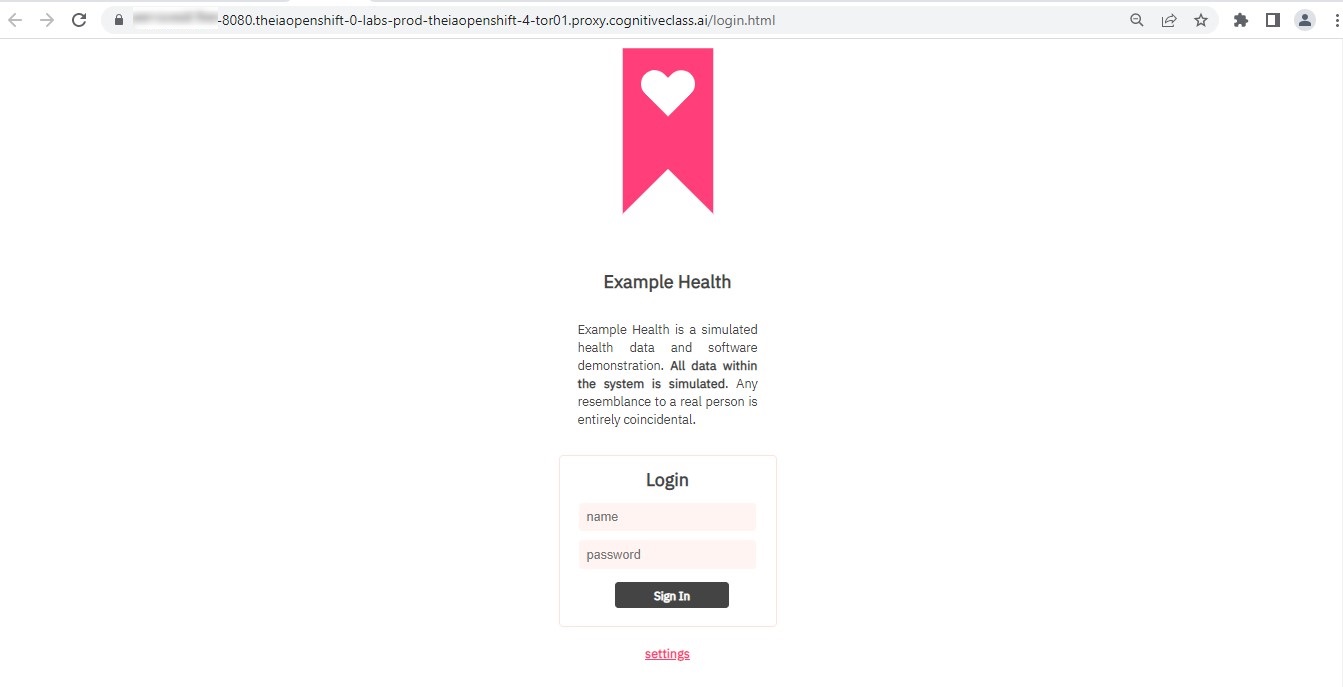 -8080.theiaopenshift-0-labs-prod-theiaopenshift-4-tor01.proxy.cognitiveclass.ai/login.html
Example Health
Example Health is a simulated
health data and software
demonstration. All data within
the system is simulated. Any
resemblance to a real person is
entirely coincidental.
Login
name
password
Sign In
settings